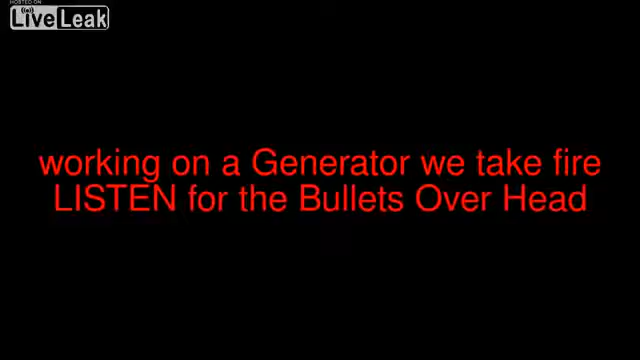 HOSTED ON
LiveLeak
working on a Generator we take fire
LISTEN for the Bullets Over Head